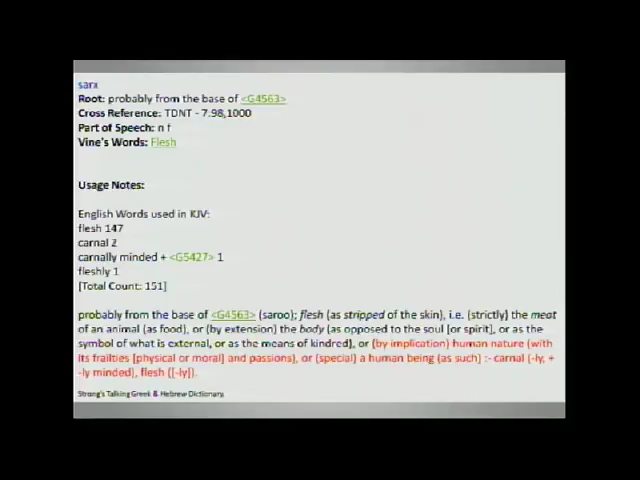 sarx
Root: probably from the base of <G4563>
Cross Reference: TDNT - 7:98,1000
Part of Speech: n f
Vine's Words: Flesh
Usage Notes:
English Words used in KJV:
flesh 147
carnal 2
carnally minded + <G5427> 1
fleshly 1
[Total Count: 151]
probably from the base of <G4563> (saroo); flesh (as stripped of the skin), i.e. (strictly) the meat
of an animal (as food), or (by extension) the body (as opposed to the soul [or spirit], or as the
symbol of what is external, or as the means of kindred), or (by implication) human nature (with
its frailties [physical or moral] and passions), or (special) a human being (as such) :- carnal (-ly, +
-ly minded), flesh ([-ly]).
Strong's Talking Greek & Hebrew Dictionary.